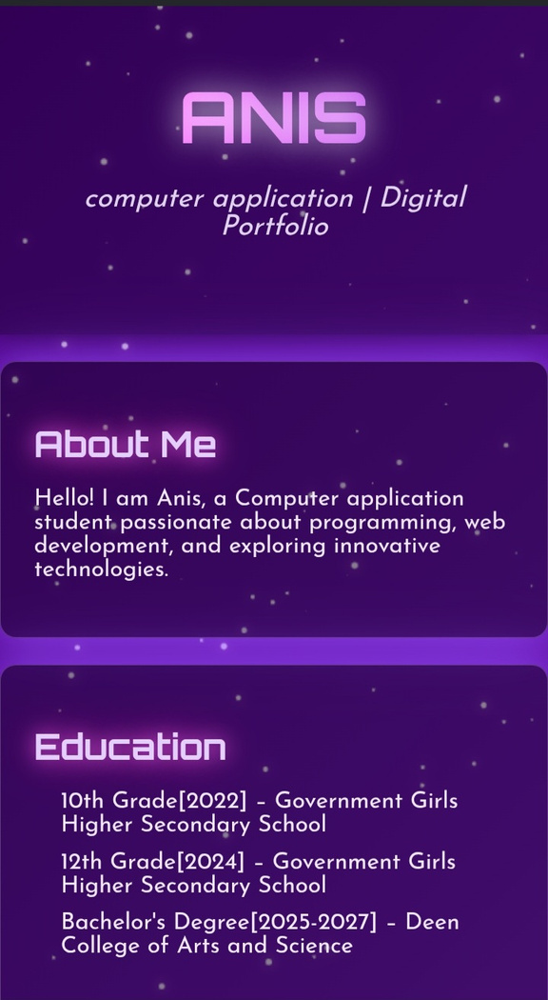 ANIS
computer application | Digital
Portfolio
About Me
Hello! I am Anis, a Computer application
student passionate about programming, web
development, and exploring innovative
technologies.
Education
10th Grade[2022] – Government Girls
Higher Secondary School
12th Grade[2024] – Government Girls
Higher Secondary School
Bachelor's Degree[2025-2027] – Deen
College of Arts and Science